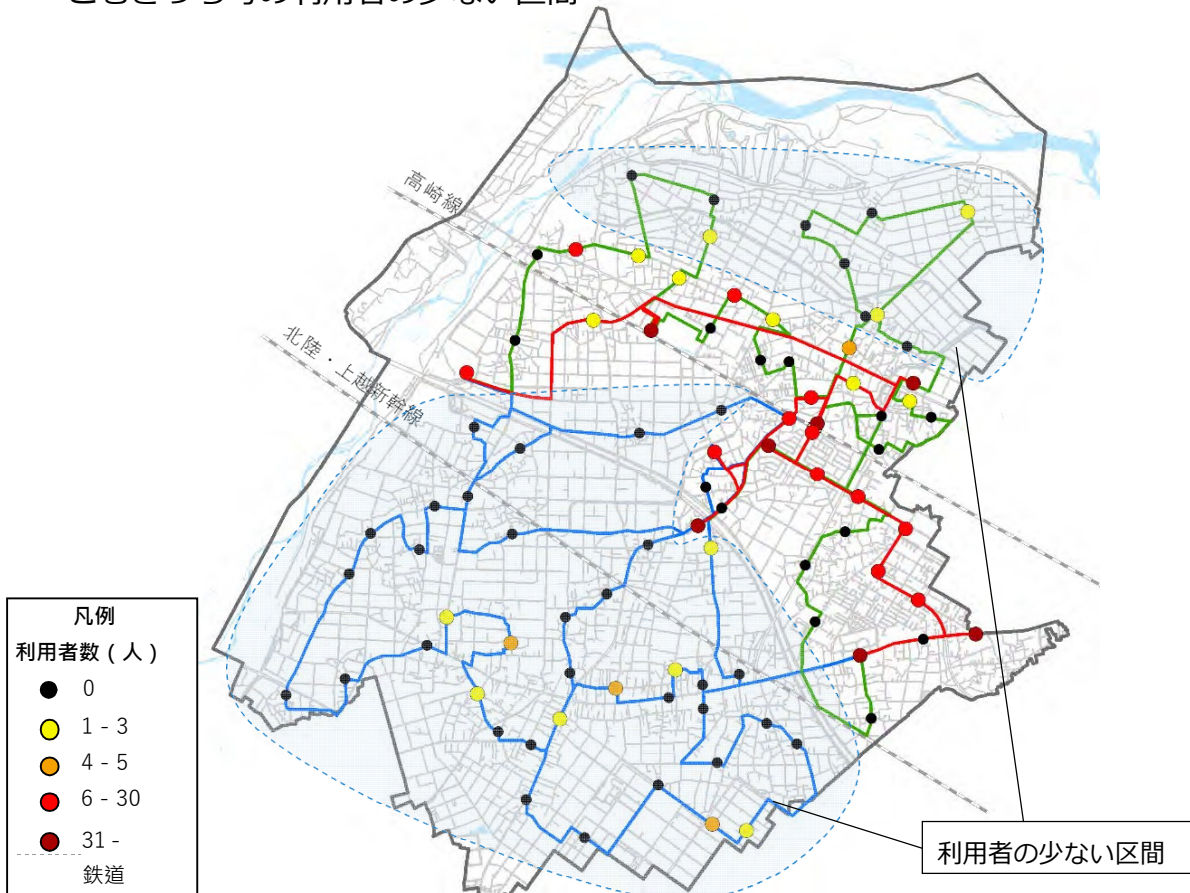 高崎線
北陸・上越新幹線
凡例
利用者数 ( 人 )
0
1 - 3
4 - 5
6 - 30
31 -
鉄道
利用者の少ない区間